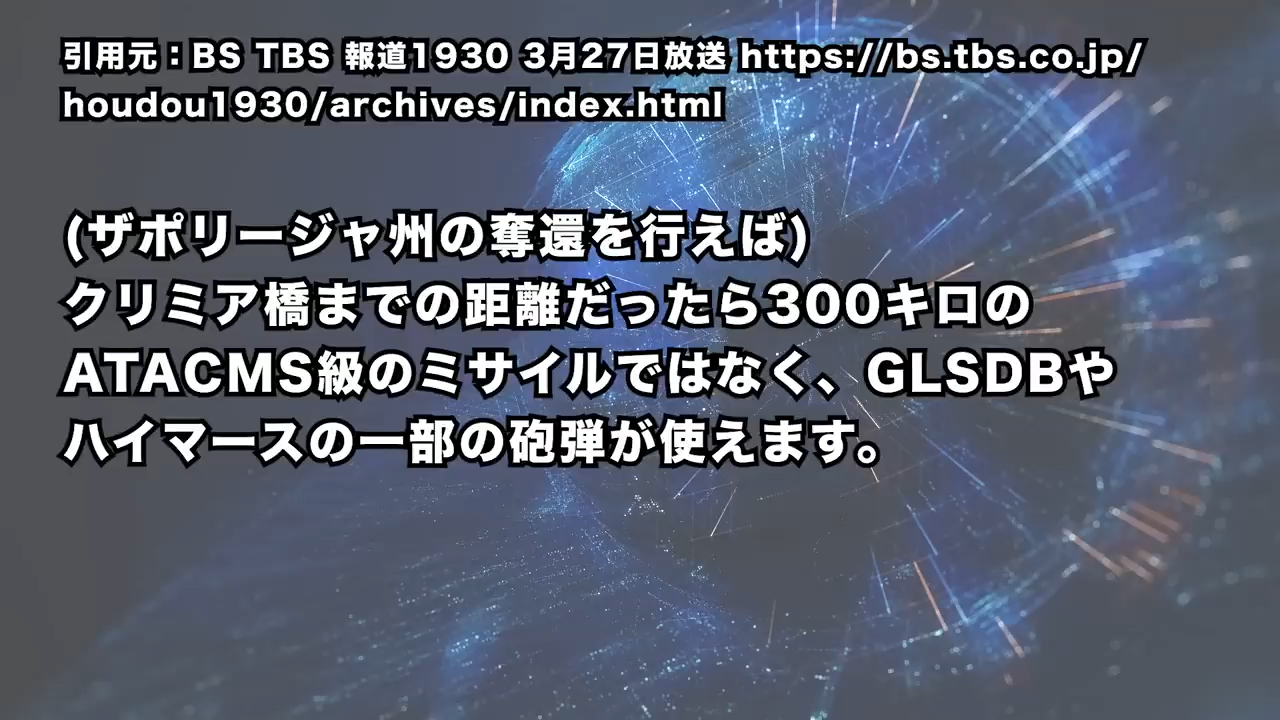 引用元：BS TBS 報道1930 3月27日放送 https://bs.tbs.co.jp/
houdou1930/archives/index.html
(ザポリージャ州の奪還を行えば)
クリミア橋までの距離だったら300キロの
ATACMS級のミサイルではなく、GLSDBや
ハイマースの一部の砲弾が使えます。